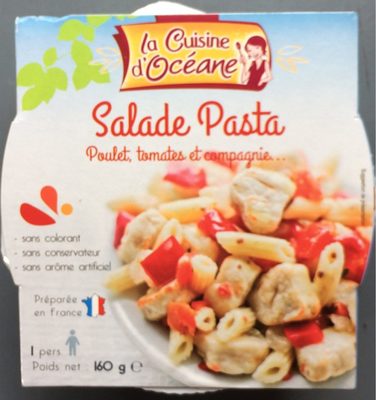 la Cuisine
d'Océane
Salade Pasta
Poulet, tomates et compagnie...
- sans colorant
- sans conservateur
- sans arôme artificiel
Préparée
en france
1 pers.
Poids net : 160 g ℮